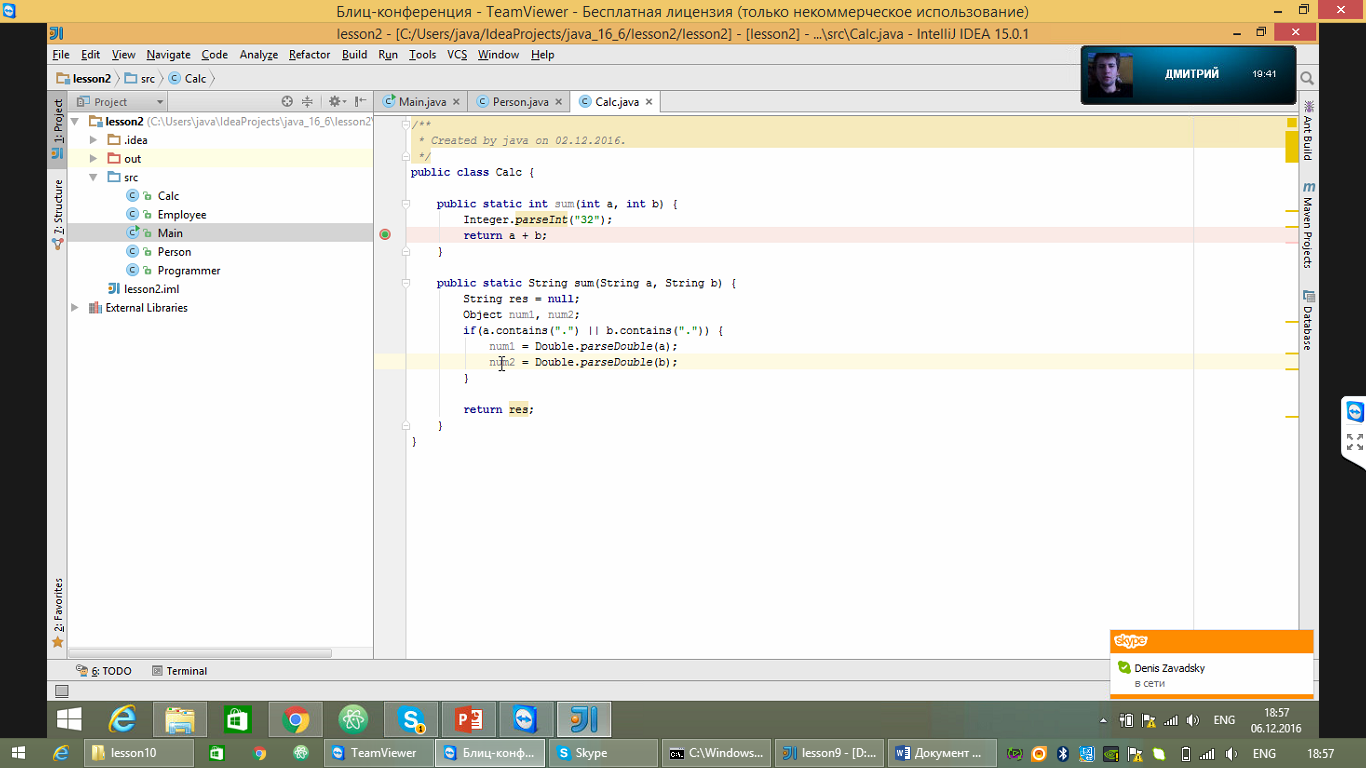 Блиц-конференция - TeamViewer - Бесплатная лицензия (только некоммерческое использование)
lesson2 - [C:/Users/java/IdeaProjects/java_16_6/lesson2/lesson2] - [lesson2] - ...\src\Calc.java - IntelliJ IDEA 15.0.1
File Edit View Navigate Code Analyze Refactor Build Run Tools VCS Window Help
ДМИТРИЙ 19:41
lesson2 src Calc
Project
Main.java Person.java Calc.java
1: Project
7: Structure
2: Favorites
lesson2 (C:\Users\java\IdeaProjects\java_16_6\lesson2\
.idea
out
src
Calc
Employee
Main
Person
Programmer
lesson2.iml
External Libraries
/**
* Created by java on 02.12.2016.
*/
public class Calc {
public static int sum(int a, int b) {
Integer.parseInt("32");
return a + b;
}
public static String sum(String a, String b) {
String res = null;
Object num1, num2;
if(a.contains(".") || b.contains(".")) {
num1 = Double.parseDouble(a);
num2 = Double.parseDouble(b);
}
return res;
}
}
Ant Build
m
Maven Projects
Database
skype
Denis Zavadsky
в сети
6: TODO Terminal
1
ENG
18:57
06.12.2016
lesson10 TeamViewer Блиц-конф... Skype C:\Windows... lesson9 - [D:... Документ ... ENG 18:57